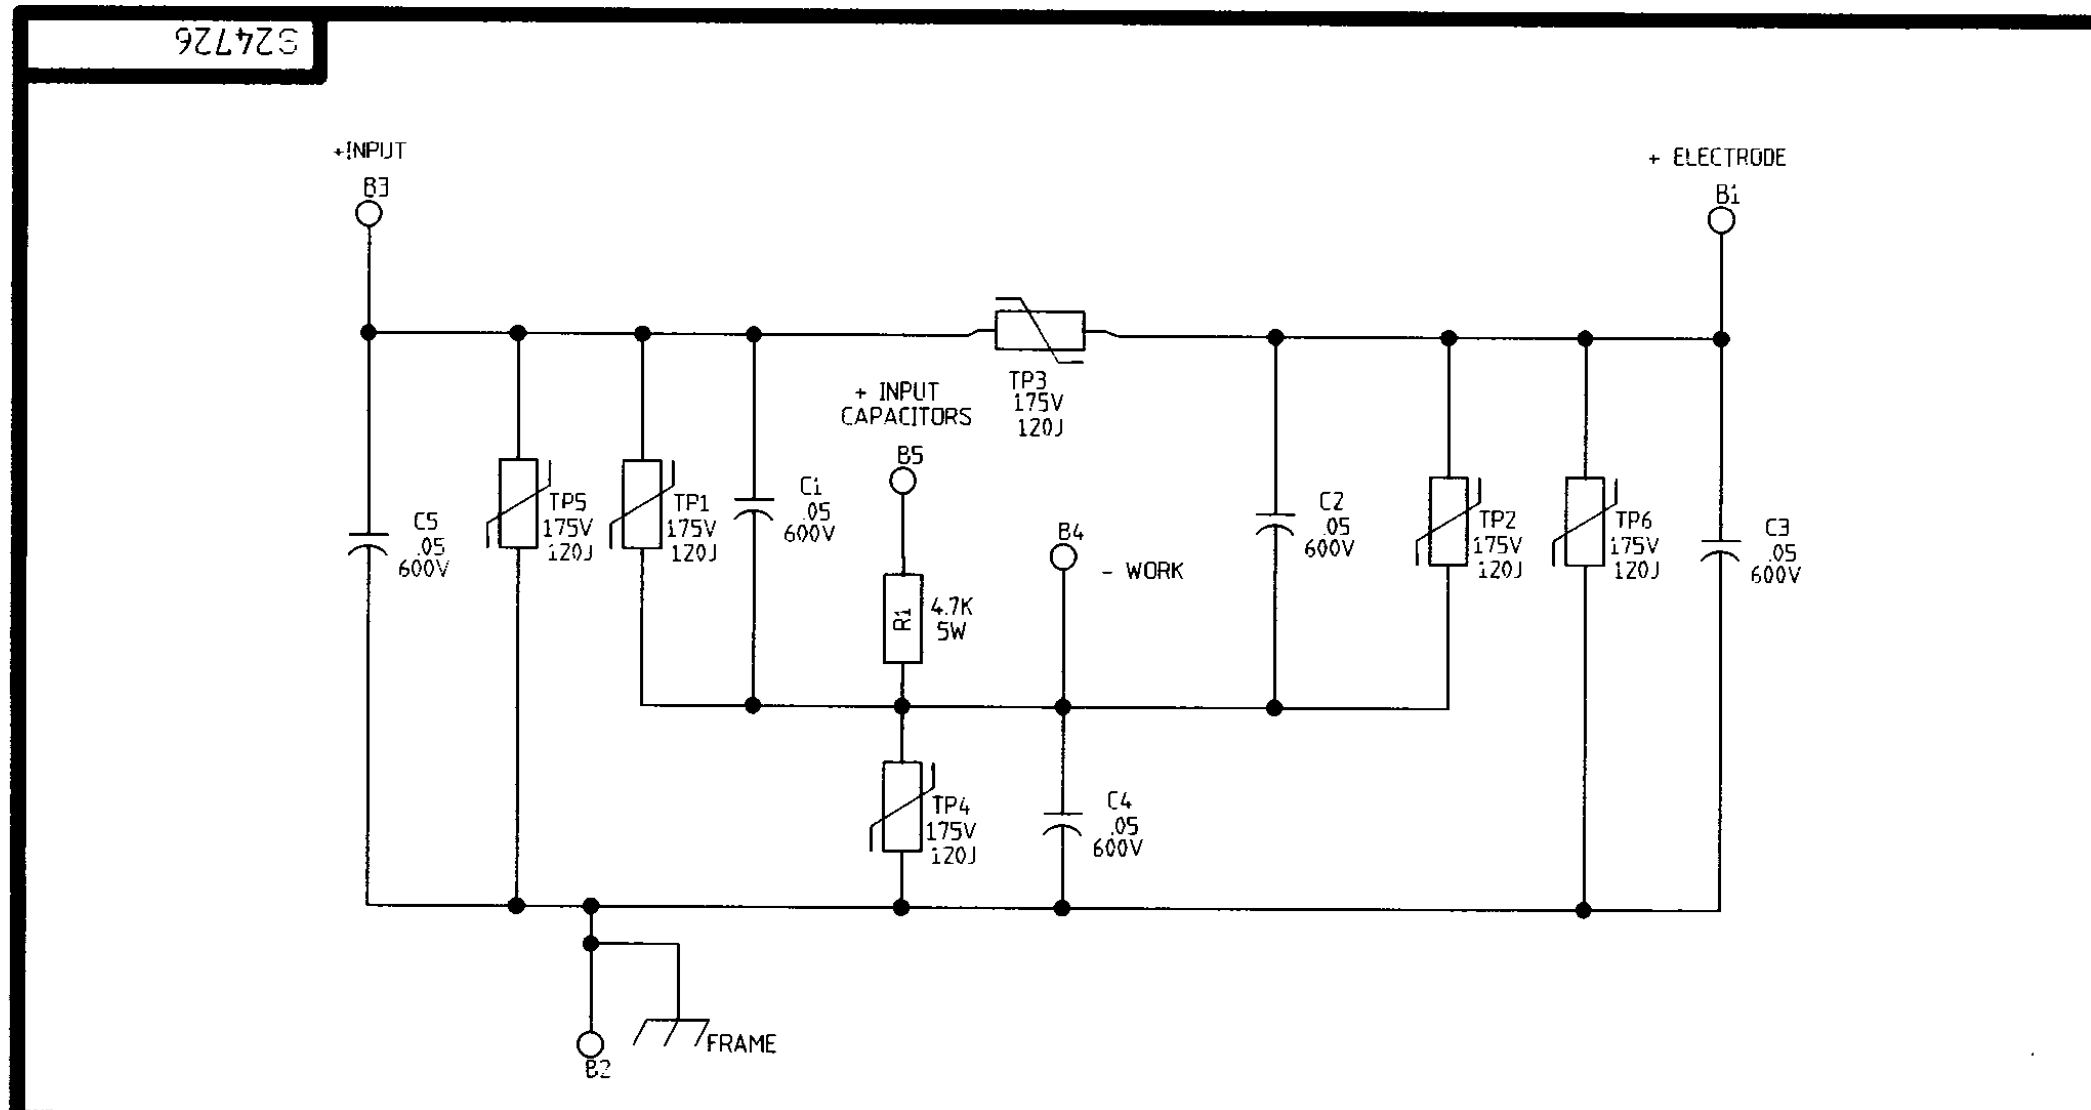 S24726
+INPUT
B3
+ ELECTRODE
B1
TP3
175V
120J
+ INPUT
CAPACITORS
B5
C5
.05
600V
TP5
175V
120J
TP1
175V
120J
C1
.05
600V
R1
4.7K
5W
B4
- WORK
C2
.05
600V
TP2
175V
120J
TP6
175V
120J
C3
.05
600V
TP4
175V
120J
C4
.05
600V
FRAME
B2